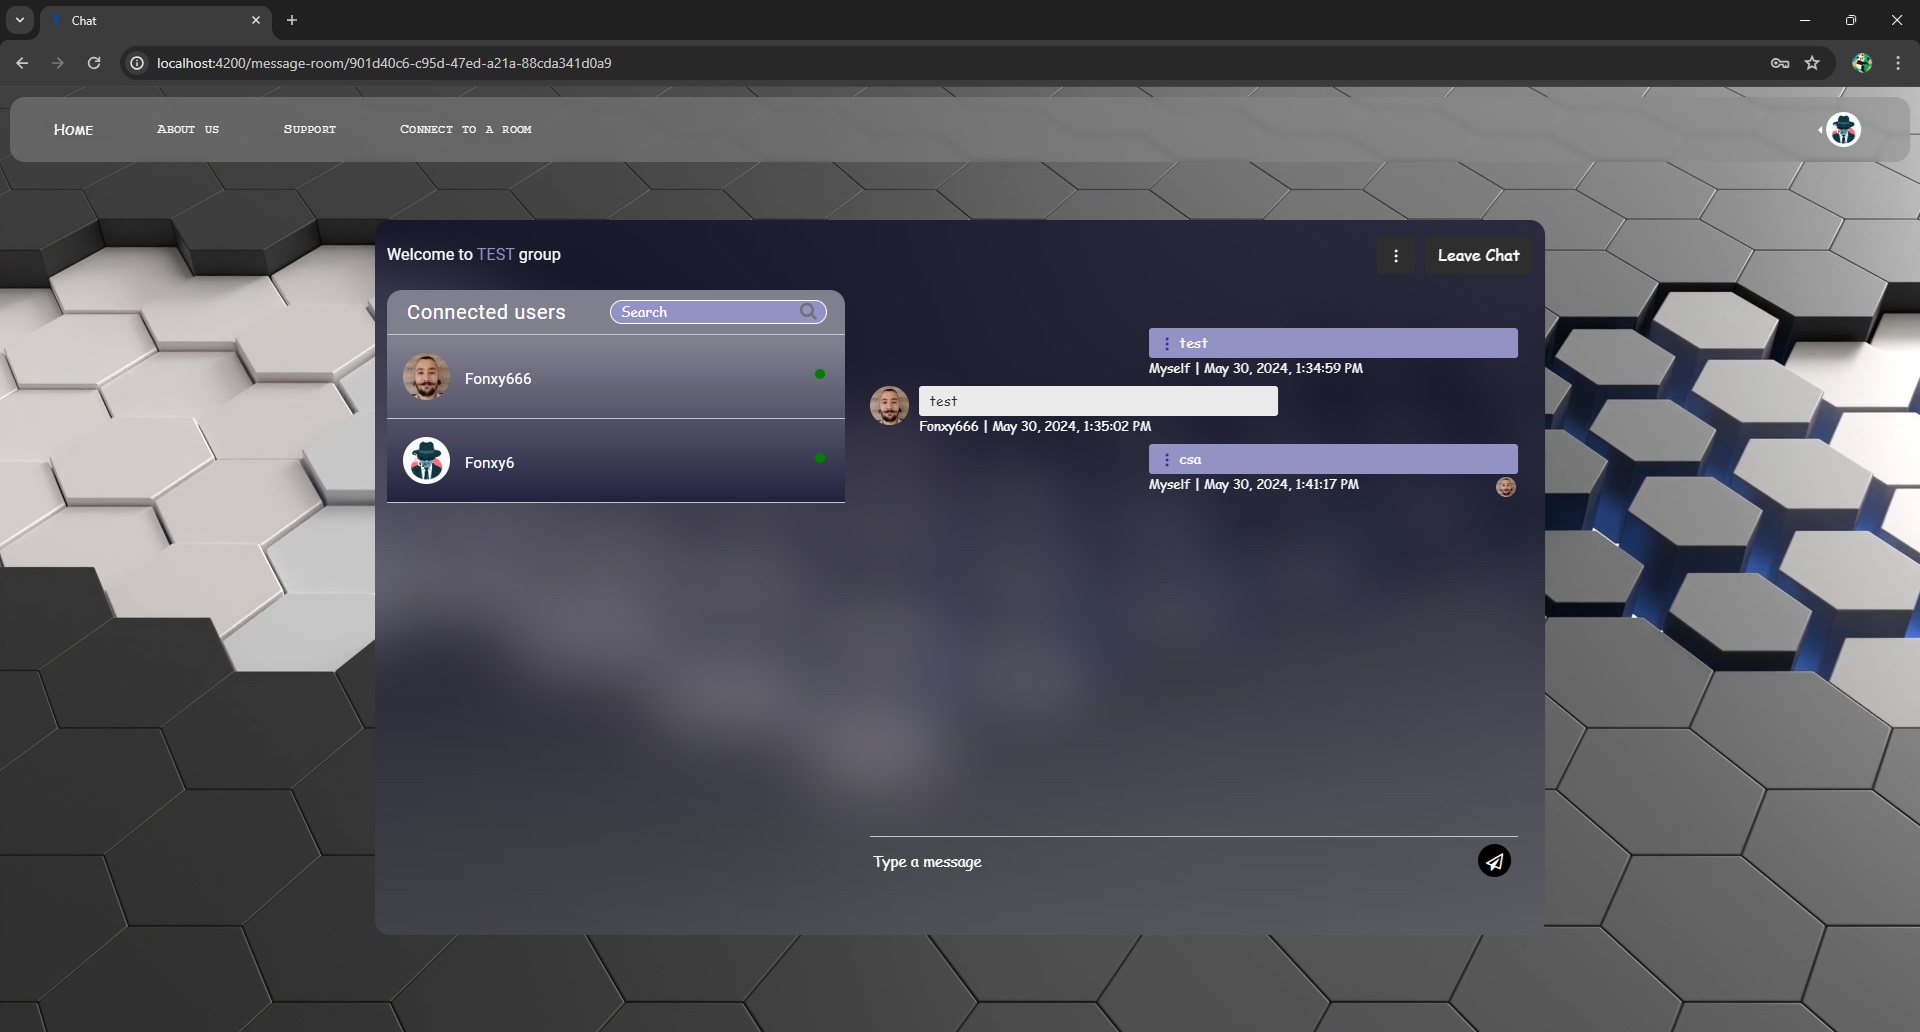 Chat
localhost:4200/message-room/901d40c6-c95d-47ed-a21a-88cda341d0a9
Home About us Support Connect to a room
Welcome to TEST group
Leave Chat
Connected users
Search
Fonxy666
Fonxy6
test
Myself | May 30, 2024, 1:34:59 PM
test
Fonxy666 | May 30, 2024, 1:35:02 PM
csa
Myself | May 30, 2024, 1:41:17 PM
Type a message